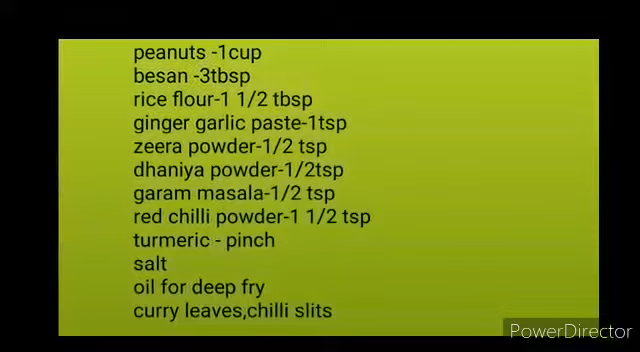 peanuts -1cup
besan -3tbsp
rice flour-1 1/2 tbsp
ginger garlic paste-1tsp
zeera powder-1/2 tsp
dhaniya powder-1/2tsp
garam masala-1/2 tsp
red chilli powder-1 1/2 tsp
turmeric - pinch
salt
oil for deep fry
curry leaves,chilli slits
PowerDirector